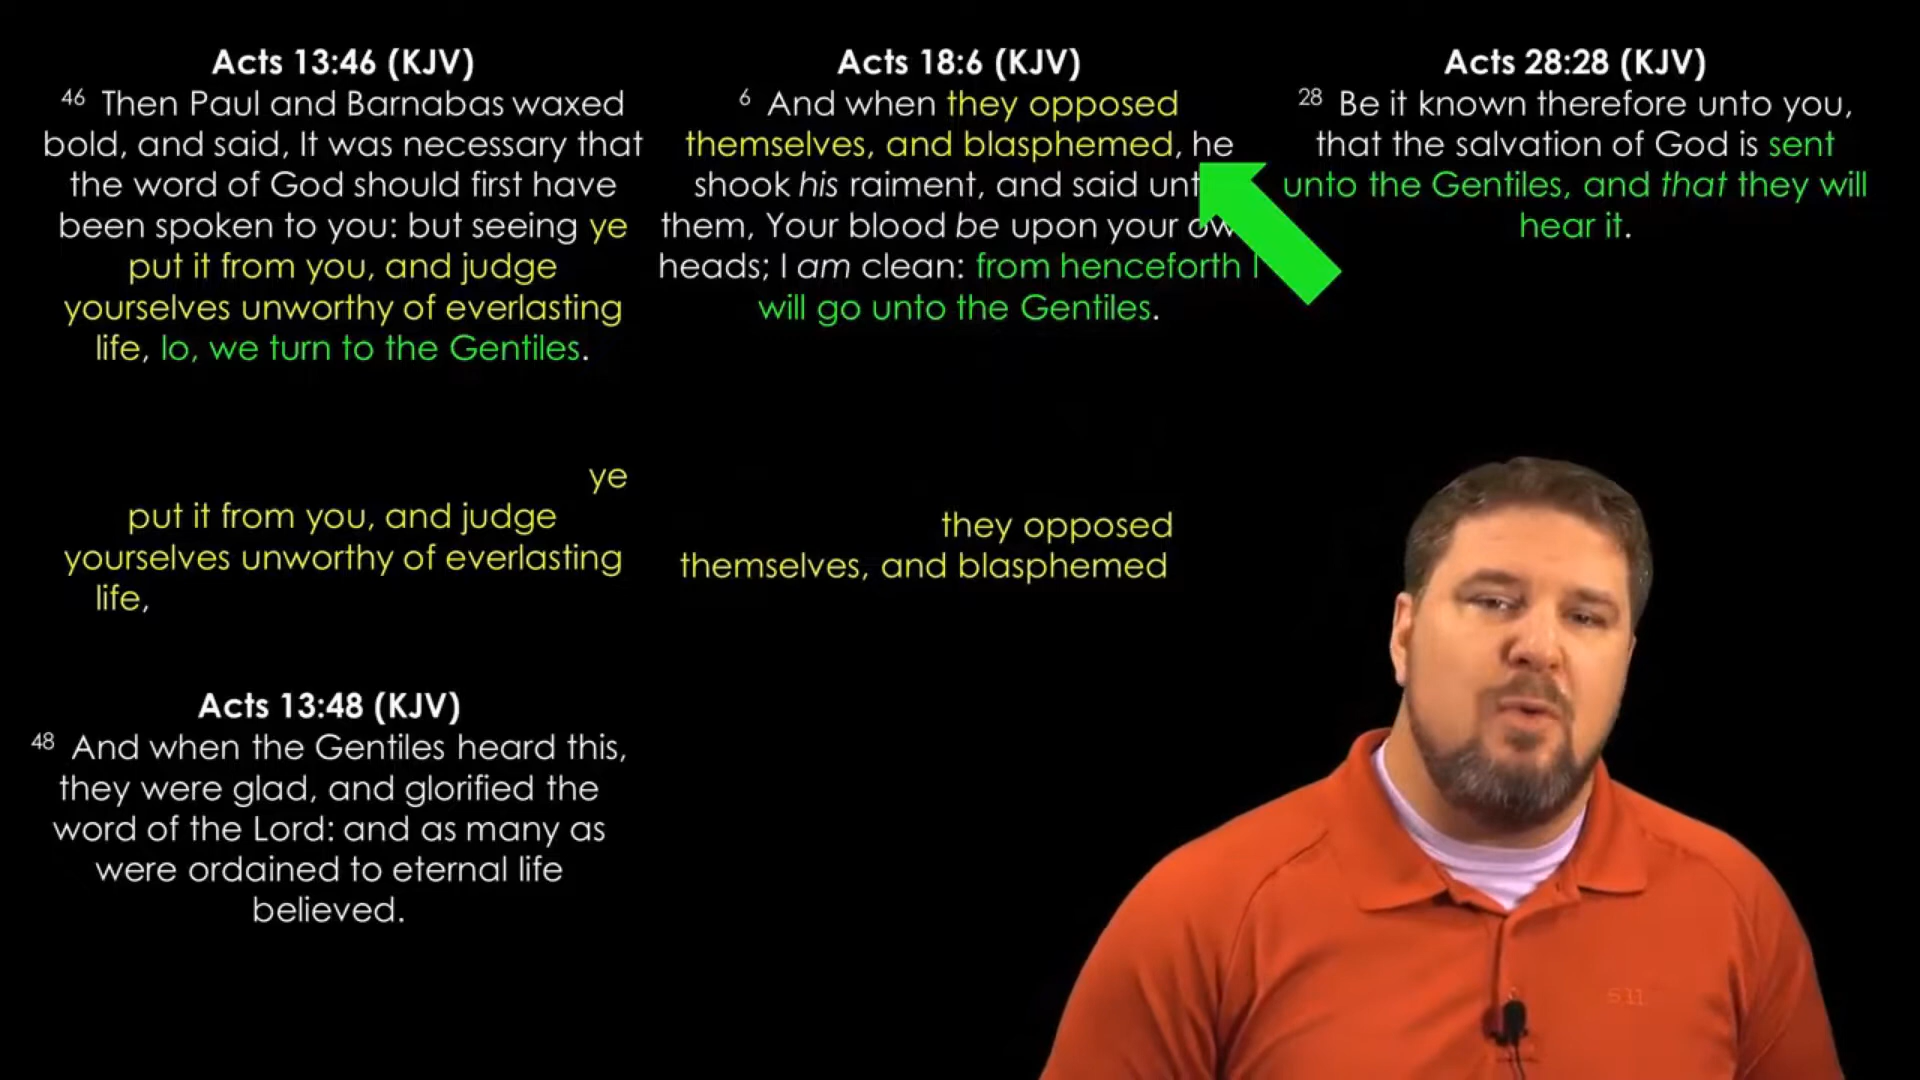 Acts 13:46 (KJV)
46 Then Paul and Barnabas waxed
bold, and said, It was necessary that
the word of God should first have
been spoken to you: but seeing ye
put it from you, and judge
yourselves unworthy of everlasting
life, lo, we turn to the Gentiles.
ye
put it from you, and judge
yourselves unworthy of everlasting
life,
Acts 13:48 (KJV)
48 And when the Gentiles heard this,
they were glad, and glorified the
word of the Lord: and as many as
were ordained to eternal life
believed.
Acts 18:6 (KJV)
6 And when they opposed
themselves, and blasphemed, he
shook his raiment, and said unt
them, Your blood be upon your ow
heads; I am clean: from henceforth I
will go unto the Gentiles.
they opposed
themselves, and blasphemed
Acts 28:28 (KJV)
28 Be it known therefore unto you,
that the salvation of God is sent
unto the Gentiles, and that they will
hear it.
5.11